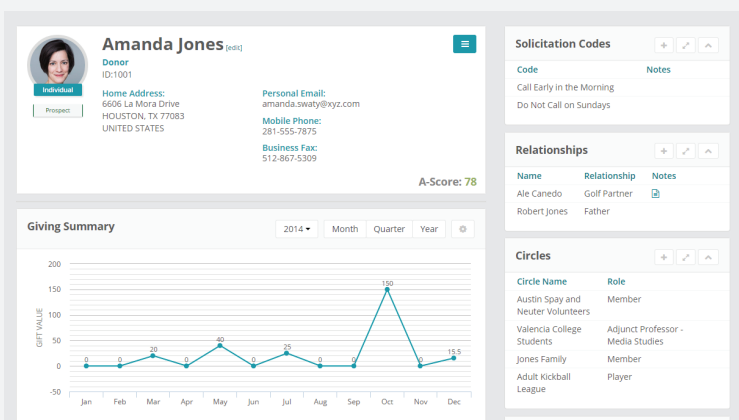 Amanda Jones [edit]
Donor
ID:1001
Individual
Prospect
Home Address:
6606 La Mora Drive
HOUSTON, TX 77083
UNITED STATES
Personal Email:
amanda.swaty@xyz.com
Mobile Phone:
281-555-7875
Business Fax:
512-867-5309
A-Score: 78
Giving Summary
2014
Month Quarter Year
200
150
100
50
0
-50
GIFT VALUE
0 0 20 0 40 0 25 0 0 150 0 15.5
Jan Feb Mar Apr May Jun Jul Aug Sep Oct Nov Dec
Solicitation Codes
Code Notes
Call Early in the Morning
Do Not Call on Sundays
Relationships
Name Relationship Notes
Ale Canedo Golf Partner
Robert Jones Father
Circles
Circle Name Role
Austin Spay and Member
Neuter Volunteers
Valencia College Adjunct Professor -
Students Media Studies
Jones Family Member
Adult Kickball Player
League